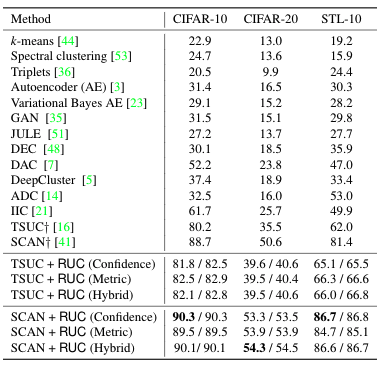 Method CIFAR-10 CIFAR-20 STL-10
k-means [44] 22.9 13.0 19.2
Spectral clustering [53] 24.7 13.6 15.9
Triplets [36] 20.5 9.9 24.4
Autoencoder (AE) [3] 31.4 16.5 30.3
Variational Bayes AE [23] 29.1 15.2 28.2
GAN [35] 31.5 15.1 29.8
JULE [51] 27.2 13.7 27.7
DEC [48] 30.1 18.5 35.9
DAC [7] 52.2 23.8 47.0
DeepCluster [5] 37.4 18.9 33.4
ADC [14] 32.5 16.0 53.0
IIC [21] 61.7 25.7 49.9
TSUC† [16] 80.2 35.5 62.0
SCAN† [41] 88.7 50.6 81.4
TSUC + RUC (Confidence) 81.8 / 82.5 39.6 / 40.6 65.1 / 65.5
TSUC + RUC (Metric) 82.5 / 82.9 39.5 / 40.4 66.3 / 66.6
TSUC + RUC (Hybrid) 82.1 / 82.8 39.5 / 40.6 66.0 / 66.8
SCAN + RUC (Confidence) 90.3 / 90.3 53.3 / 53.5 86.7 / 86.8
SCAN + RUC (Metric) 89.5 / 89.5 53.9 / 53.9 84.7 / 85.1
SCAN + RUC (Hybrid) 90.1/ 90.1 54.3 / 54.5 86.6 / 86.7